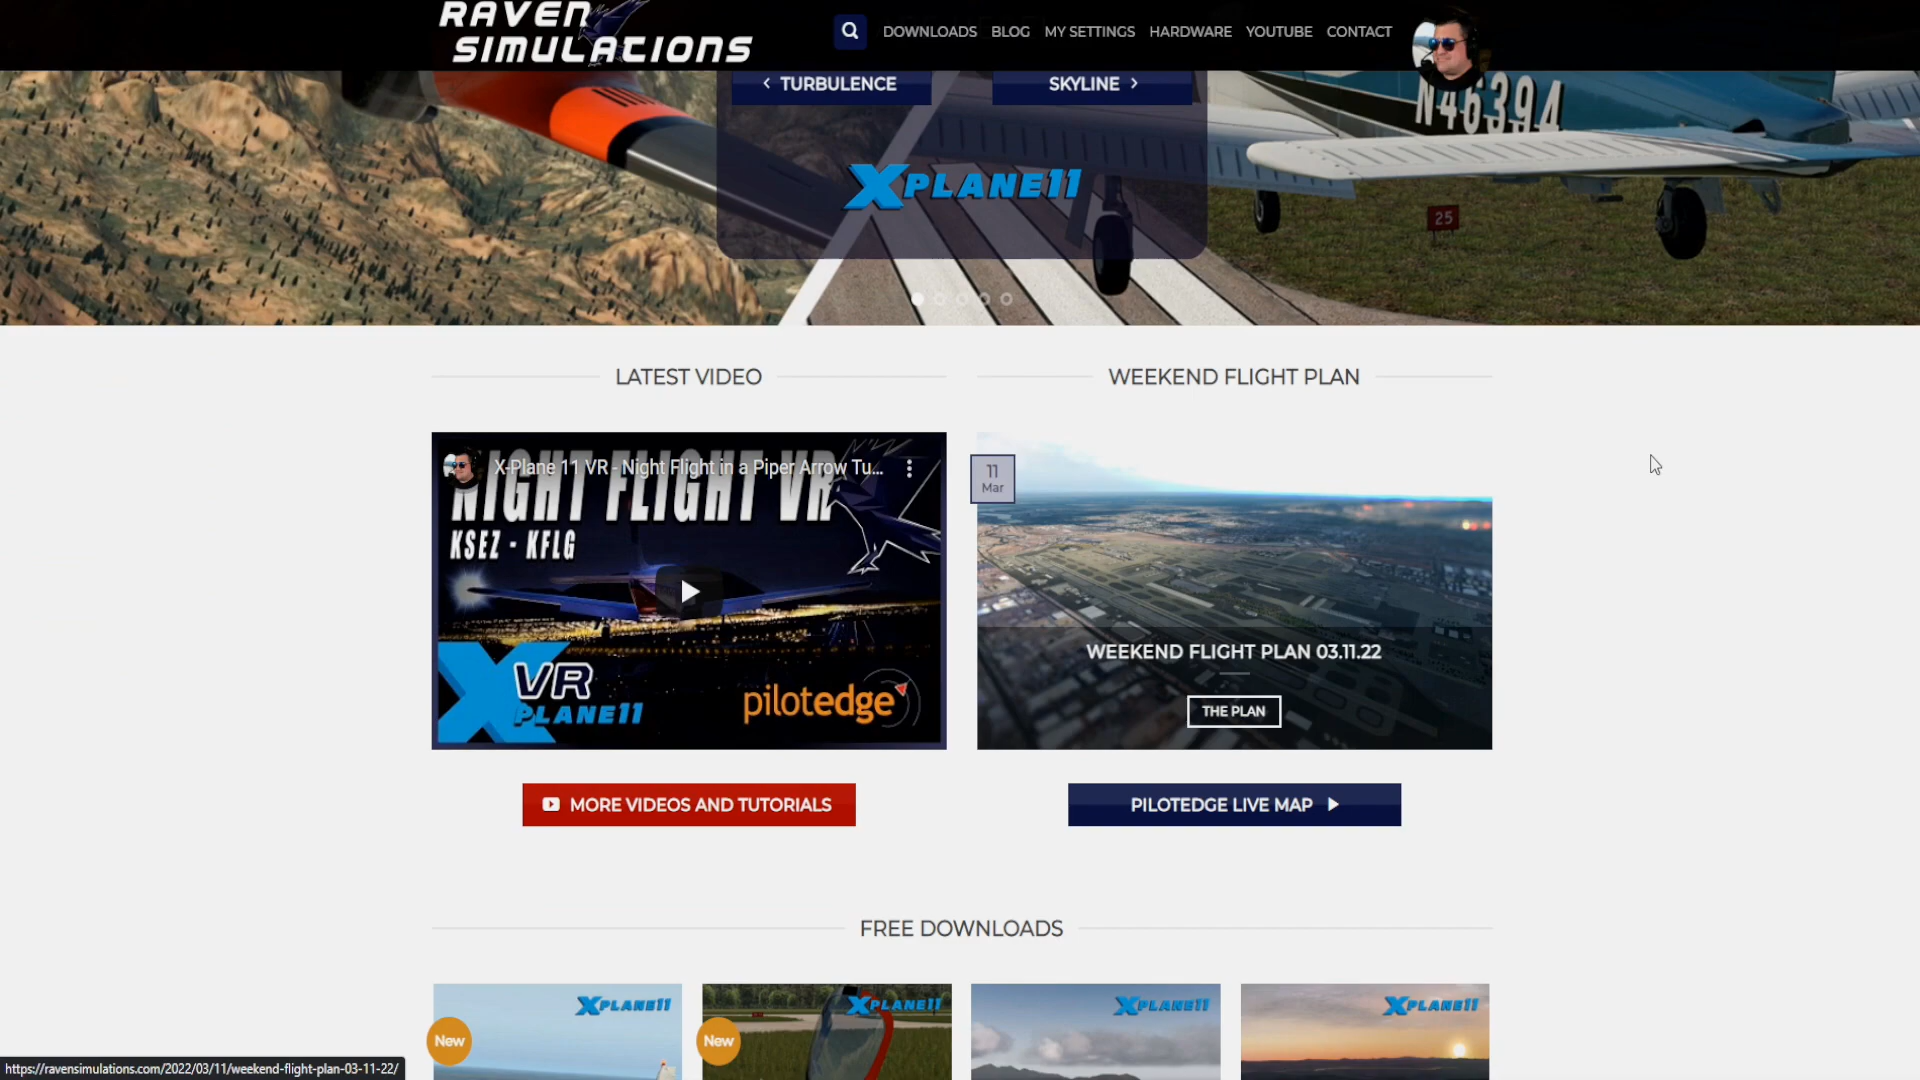 RAVEN
SIMULATIONS
DOWNLOADS BLOG MY SETTINGS HARDWARE YOUTUBE CONTACT
TURBULENCE
SKYLINE
N46394
XPLANE11
25
LATEST VIDEO
WEEKEND FLIGHT PLAN
X-Plane 11 VR - Night Flight in a Piper Arrow Tu...
NIGHT FLIGHT VR
KSEZ - KFLG
VR
X PLANE11
pilotedge
11
Mar
WEEKEND FLIGHT PLAN 03.11.22
THE PLAN
MORE VIDEOS AND TUTORIALS
PILOTEDGE LIVE MAP
FREE DOWNLOADS
XPLANE11
XPLANE11
XPLANE11
XPLANE11
New
New
https://ravensimulations.com/2022/03/11/weekend-flight-plan-03-11-22/